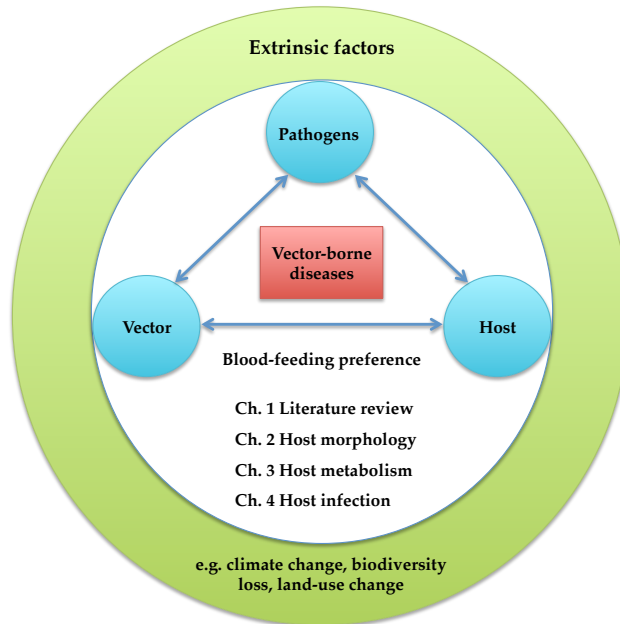 Extrinsic factors
Pathogens
Vector-borne
diseases
Vector
Host
Blood-feeding preference
Ch. 1 Literature review
Ch. 2 Host morphology
Ch. 3 Host metabolism
Ch. 4 Host infection
e.g. climate change, biodiversity
loss, land-use change